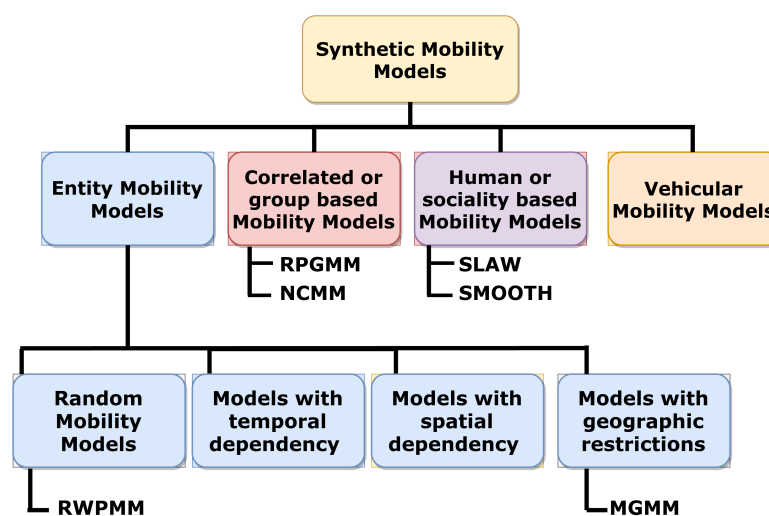 Synthetic Mobility
Models
Entity Mobility
Models
Correlated or
group based
Mobility Models
Human or
sociality based
Mobility Models
Vehicular
Mobility Models
RPGMM
NCMM
SLAW
SMOOTH
Random
Mobility
Models
Models with
temporal
dependency
Models with
spatial
dependency
Models with
geographic
restrictions
RWPMM
MGMM